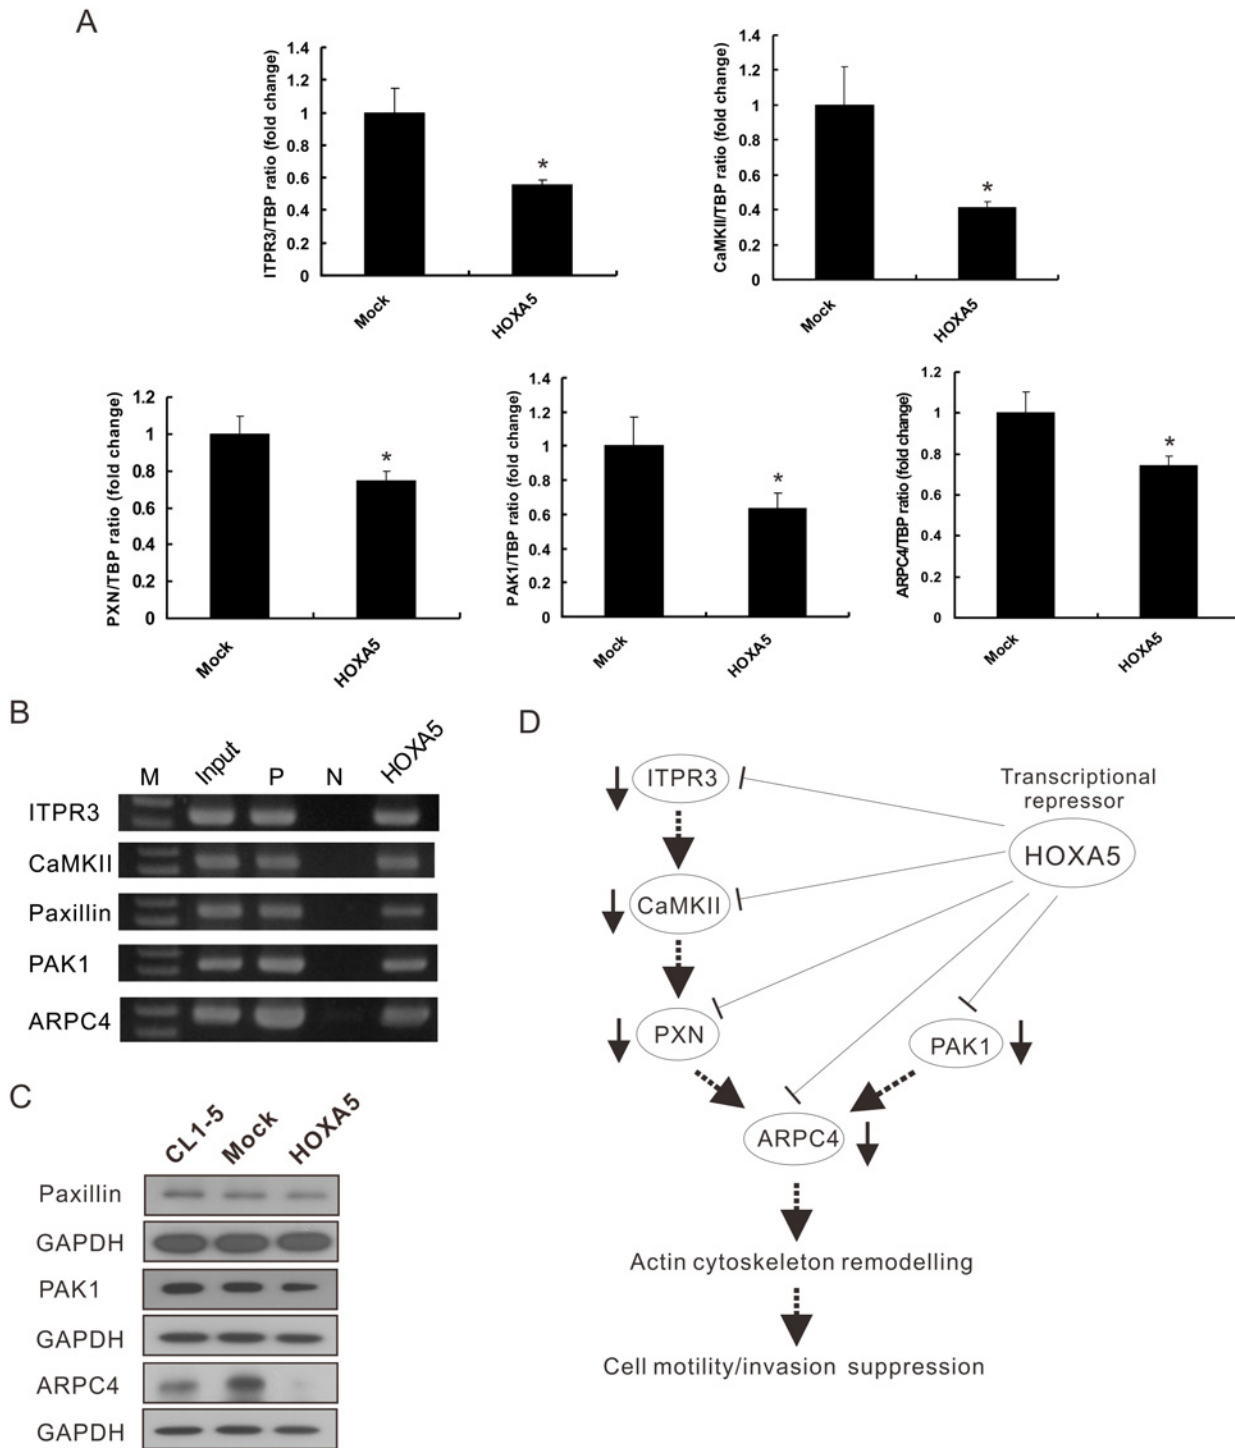 A
ITPR3/TBP ratio (fold change)
1.4
1.2
1
0.8
0.6
0.4
0.2
0
*
Mock
HOXA5
CaMKII/TBP ratio (fold change)
1.4
1.2
1
0.8
0.6
0.4
0.2
0
*
Mock
HOXA5
PXN/TBP ratio (fold change)
1.2
1
0.8
0.6
0.4
0.2
0
*
Mock
HOXA5
PAK1/TBP ratio (fold change)
1.4
1.2
1
0.8
0.6
0.4
0.2
0
*
Mock
HOXA5
ARPC4/TBP ratio (fold change)
1.2
1
0.8
0.6
0.4
0.2
0
*
Mock
HOXA5
B
M Input P N HOXA5
ITPR3
CaMKII
Paxillin
PAK1
ARPC4
C
CL1-5 Mock HOXA5
Paxillin
GAPDH
PAK1
GAPDH
ARPC4
GAPDH
D
ITPR3
Transcriptional
repressor
HOXA5
CaMKII
PXN
PAK1
ARPC4
Actin cytoskeleton remodelling
Cell motility/invasion suppression